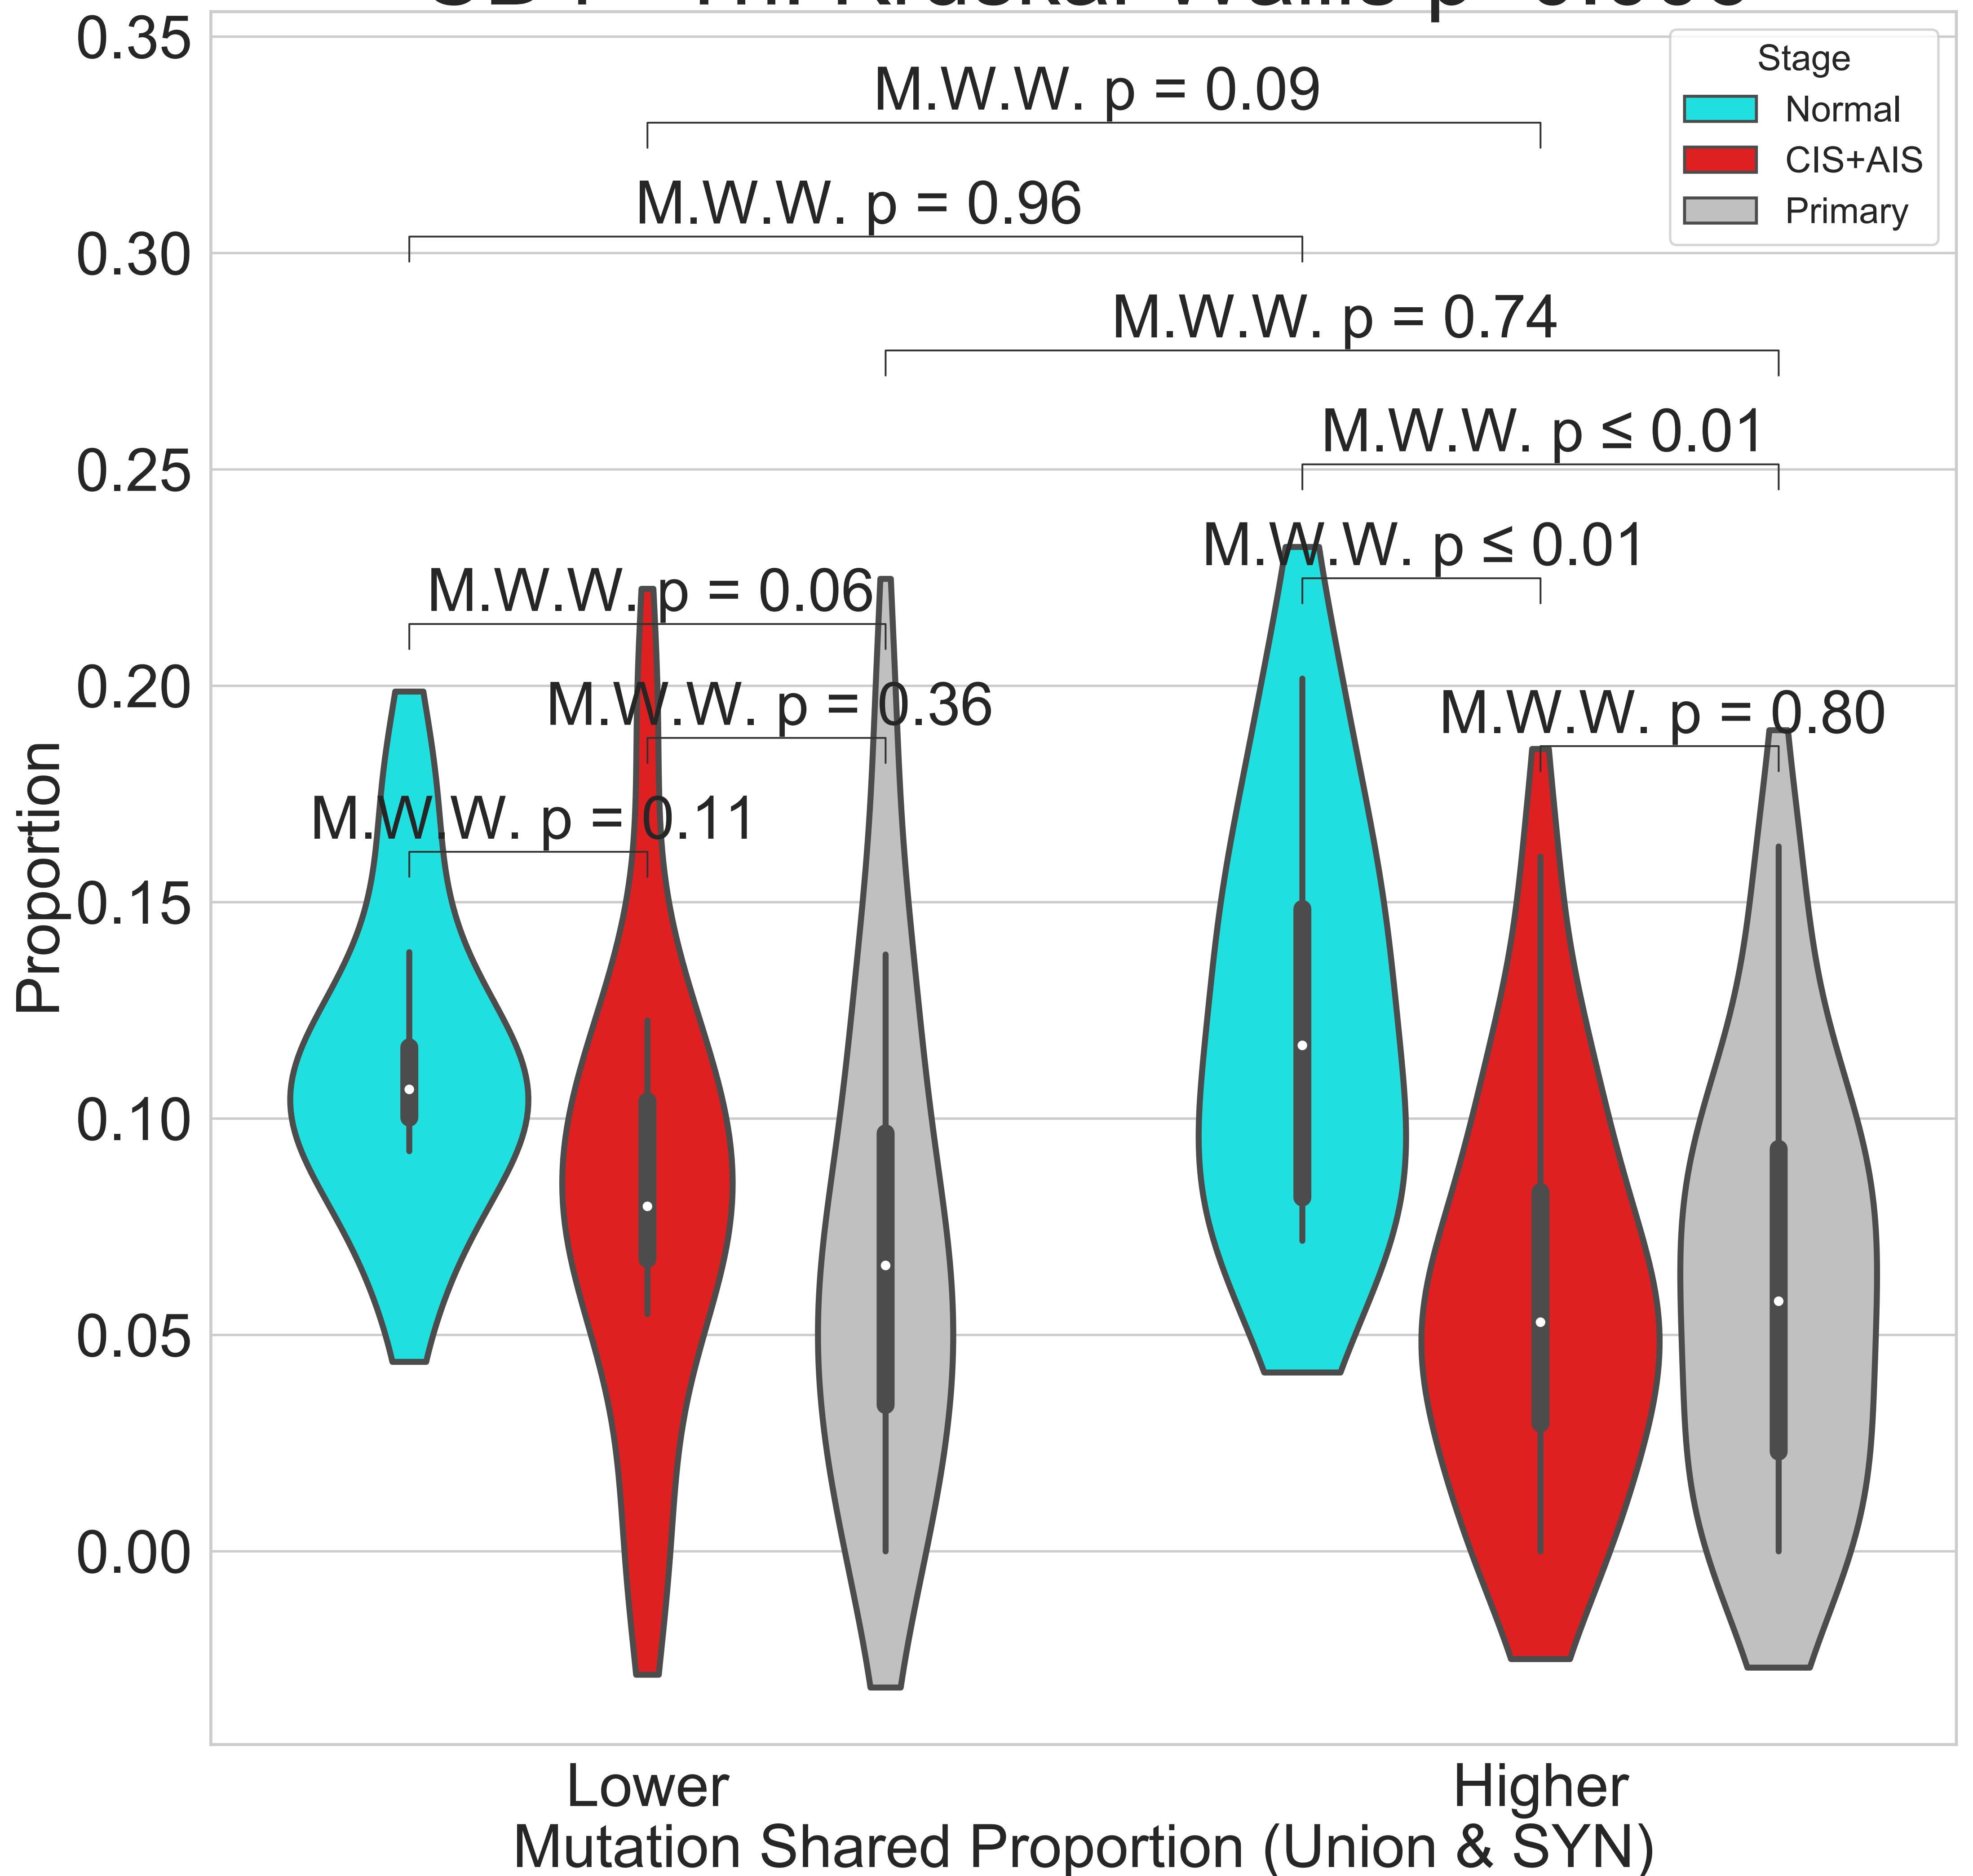 0.35
0.30
0.25
0.20
0.15
0.10
0.05
0.00
Proportion
M.W.W. p = 0.09
M.W.W. p = 0.96
M.W.W. p = 0.74
M.W.W. p ≤ 0.01
M.W.W. p ≤ 0.01
M.W.W. p = 0.06
M.W.W. p = 0.36
M.W.W. p = 0.80
M.W.W. p = 0.11
Stage
Normal
CIS+AIS
Primary
Lower
Higher
Mutation Shared Proportion (Union & SYN)